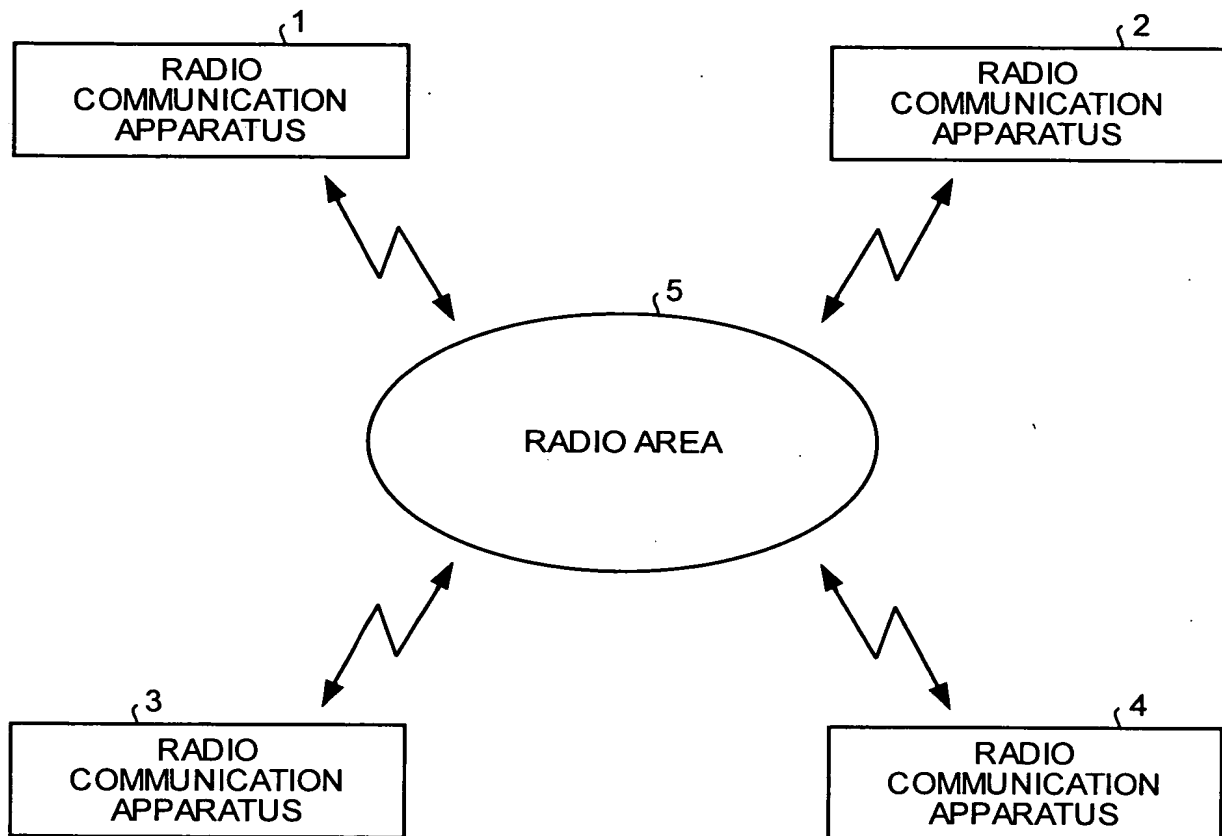 1
RADIO
COMMUNICATION
APPARATUS
2
RADIO
COMMUNICATION
APPARATUS
5
RADIO AREA
3
RADIO
COMMUNICATION
APPARATUS
4
RADIO
COMMUNICATION
APPARATUS